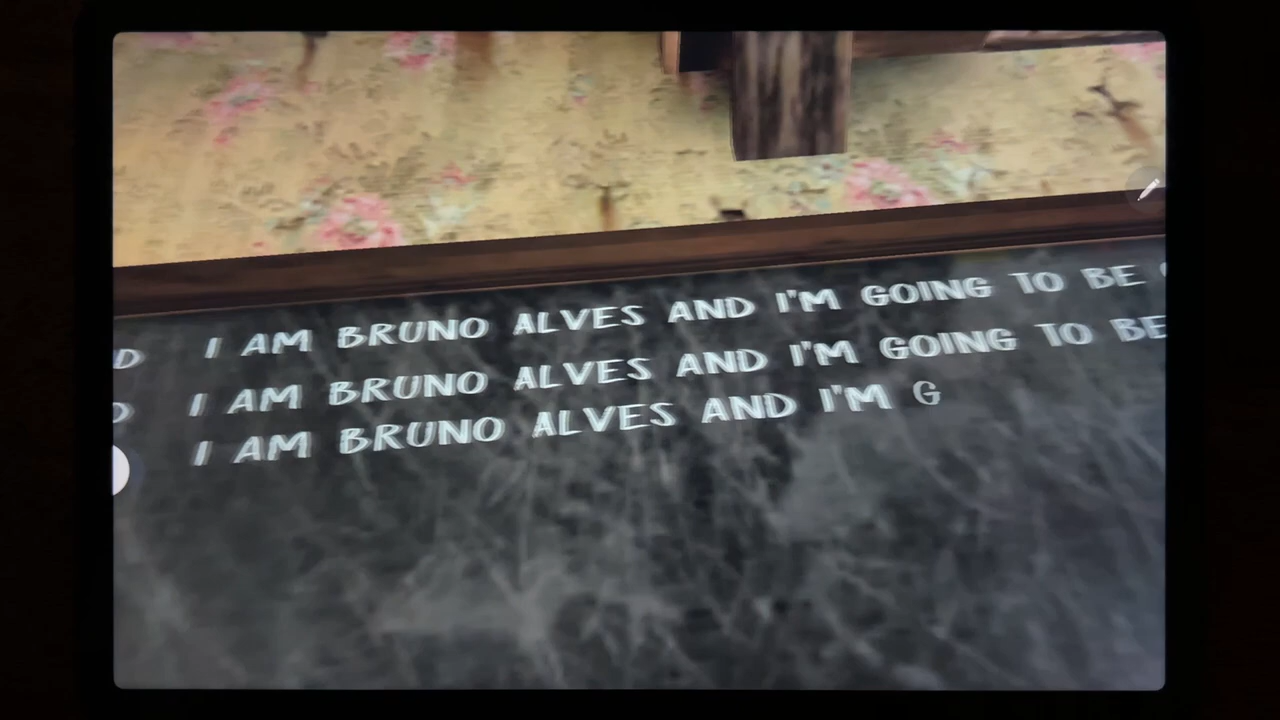 D I AM BRUNO ALVES AND I'M GOING TO BE
D I AM BRUNO ALVES AND I'M GOING TO BE
I AM BRUNO ALVES AND I'M G